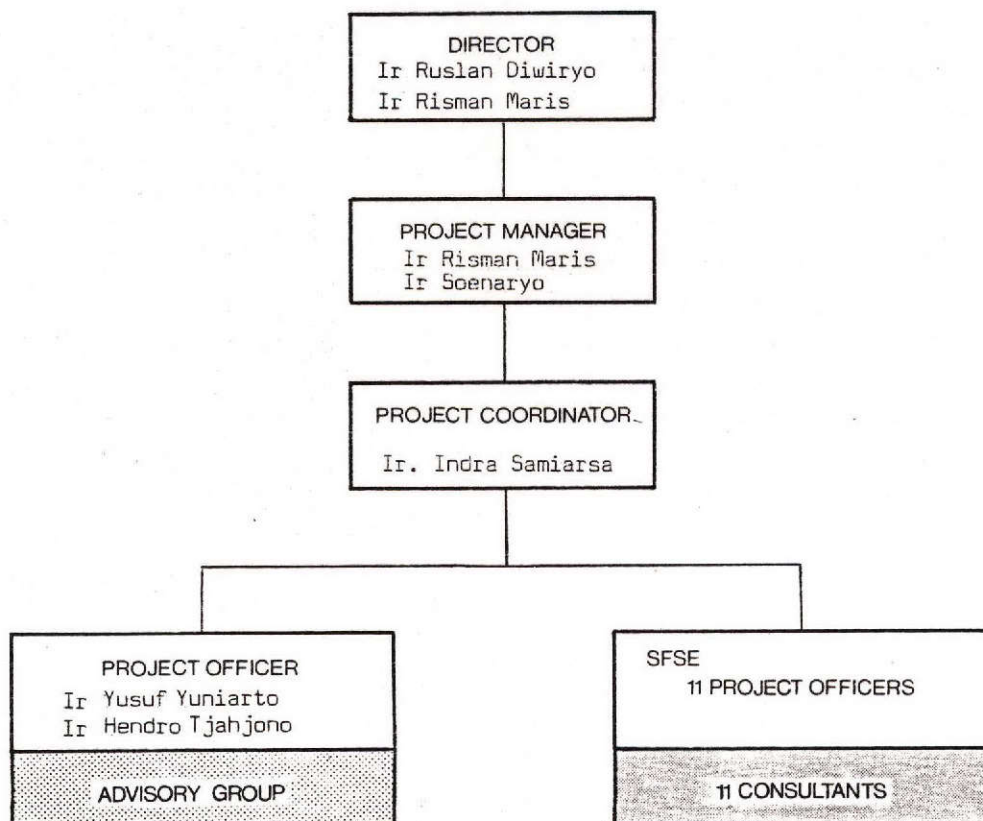 DIRECTOR
Ir Ruslan Diwiryo
Ir Risman Maris
PROJECT MANAGER
Ir Risman Maris
Ir Soenaryo
PROJECT COORDINATOR
Ir. Indra Samiarsa
PROJECT OFFICER
Ir Yusuf Yuniarto
Ir Hendro Tjahjono
ADVISORY GROUP
SFSE
11 PROJECT OFFICERS
11 CONSULTANTS